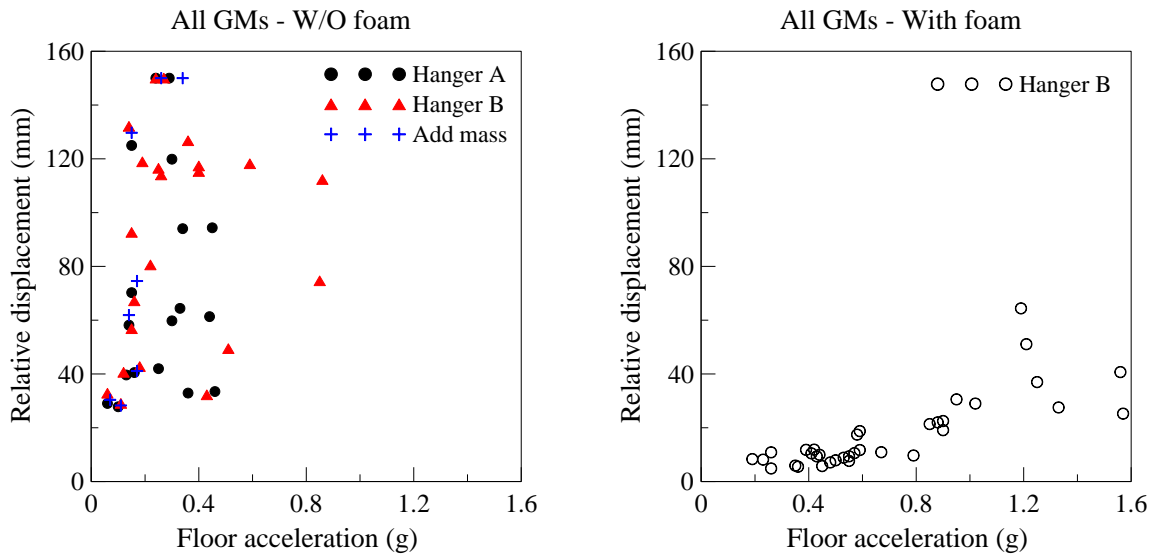 All GMs - W/O foam
160
120
80
40
0
0
0.4
0.8
1.2
1.6
Relative displacement (mm)
Floor acceleration (g)
Hanger A
Hanger B
Add mass
All GMs - With foam
160
120
80
40
0
0
0.4
0.8
1.2
1.6
Relative displacement (mm)
Floor acceleration (g)
Hanger B